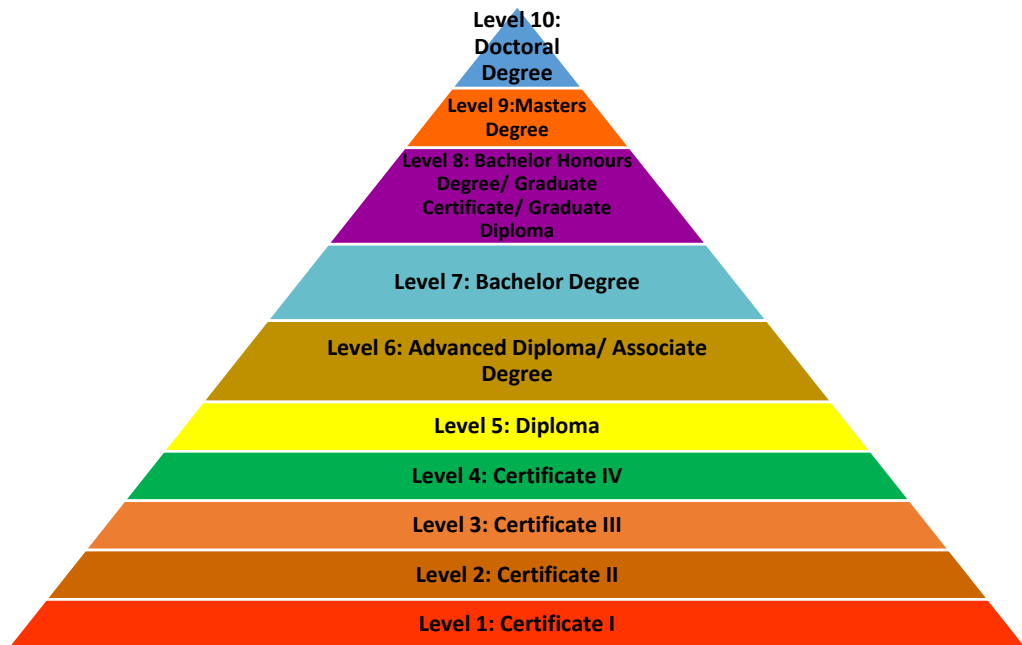 Level 10:
Doctoral
Degree
Level 9:Masters
Degree
Level 8: Bachelor Honours
Degree/ Graduate
Certificate/ Graduate
Diploma
Level 7: Bachelor Degree
Level 6: Advanced Diploma/ Associate
Degree
Level 5: Diploma
Level 4: Certificate IV
Level 3: Certificate III
Level 2: Certificate II
Level 1: Certificate I